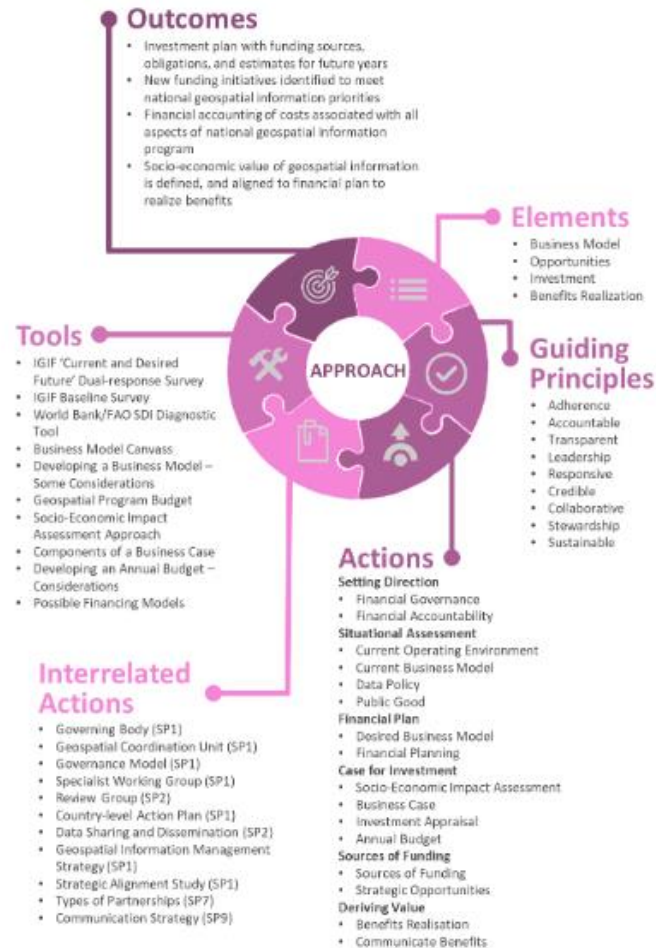 Outcomes
• Investment plan with funding sources,
obligations, and estimates for future years
• New funding initiatives identified to meet
national geospatial information priorities
• Financial accounting of costs associated with all
aspects of national geospatial information
program
• Socio-economic value of geospatial information
is defined, and aligned to financial plan to
realize benefits
Elements
• Business Model
• Opportunities
• Investment
• Benefits Realization
Tools
• IGIF 'Current and Desired
Future' Dual-response Survey
• IGIF Baseline Survey
• World Bank/FAO SDI Diagnostic
Tool
• Business Model Canvass
• Developing a Business Model –
Some Considerations
• Geospatial Program Budget
• Socio-Economic Impact
Assessment Approach
• Components of a Business Case
• Developing an Annual Budget –
Considerations
• Possible Financing Models
APPROACH
Guiding
Principles
• Adherence
• Accountable
• Transparent
• Leadership
• Responsive
• Credible
• Collaborative
• Stewardship
• Sustainable
Actions
Setting Direction
• Financial Governance
• Financial Accountability
Situational Assessment
• Current Operating Environment
• Current Business Model
• Data Policy
• Public Good
Financial Plan
• Desired Business Model
• Financial Planning
Case for Investment
• Socio-Economic Impact Assessment
• Business Case
• Investment Appraisal
• Annual Budget
Sources of Funding
• Sources of Funding
• Strategic Opportunities
Deriving Value
• Benefits Realisation
• Communicate Benefits
Interrelated
Actions
• Governing Body (SP1)
• Geospatial Coordination Unit (SP1)
• Governance Model (SP1)
• Specialist Working Group (SP1)
• Review Group (SP2)
• Country-level Action Plan (SP1)
• Data Sharing and Dissemination (SP2)
• Geospatial Information Management
Strategy (SP1)
• Strategic Alignment Study (SP1)
• Types of Partnerships (SP7)
• Communication Strategy (SP9)